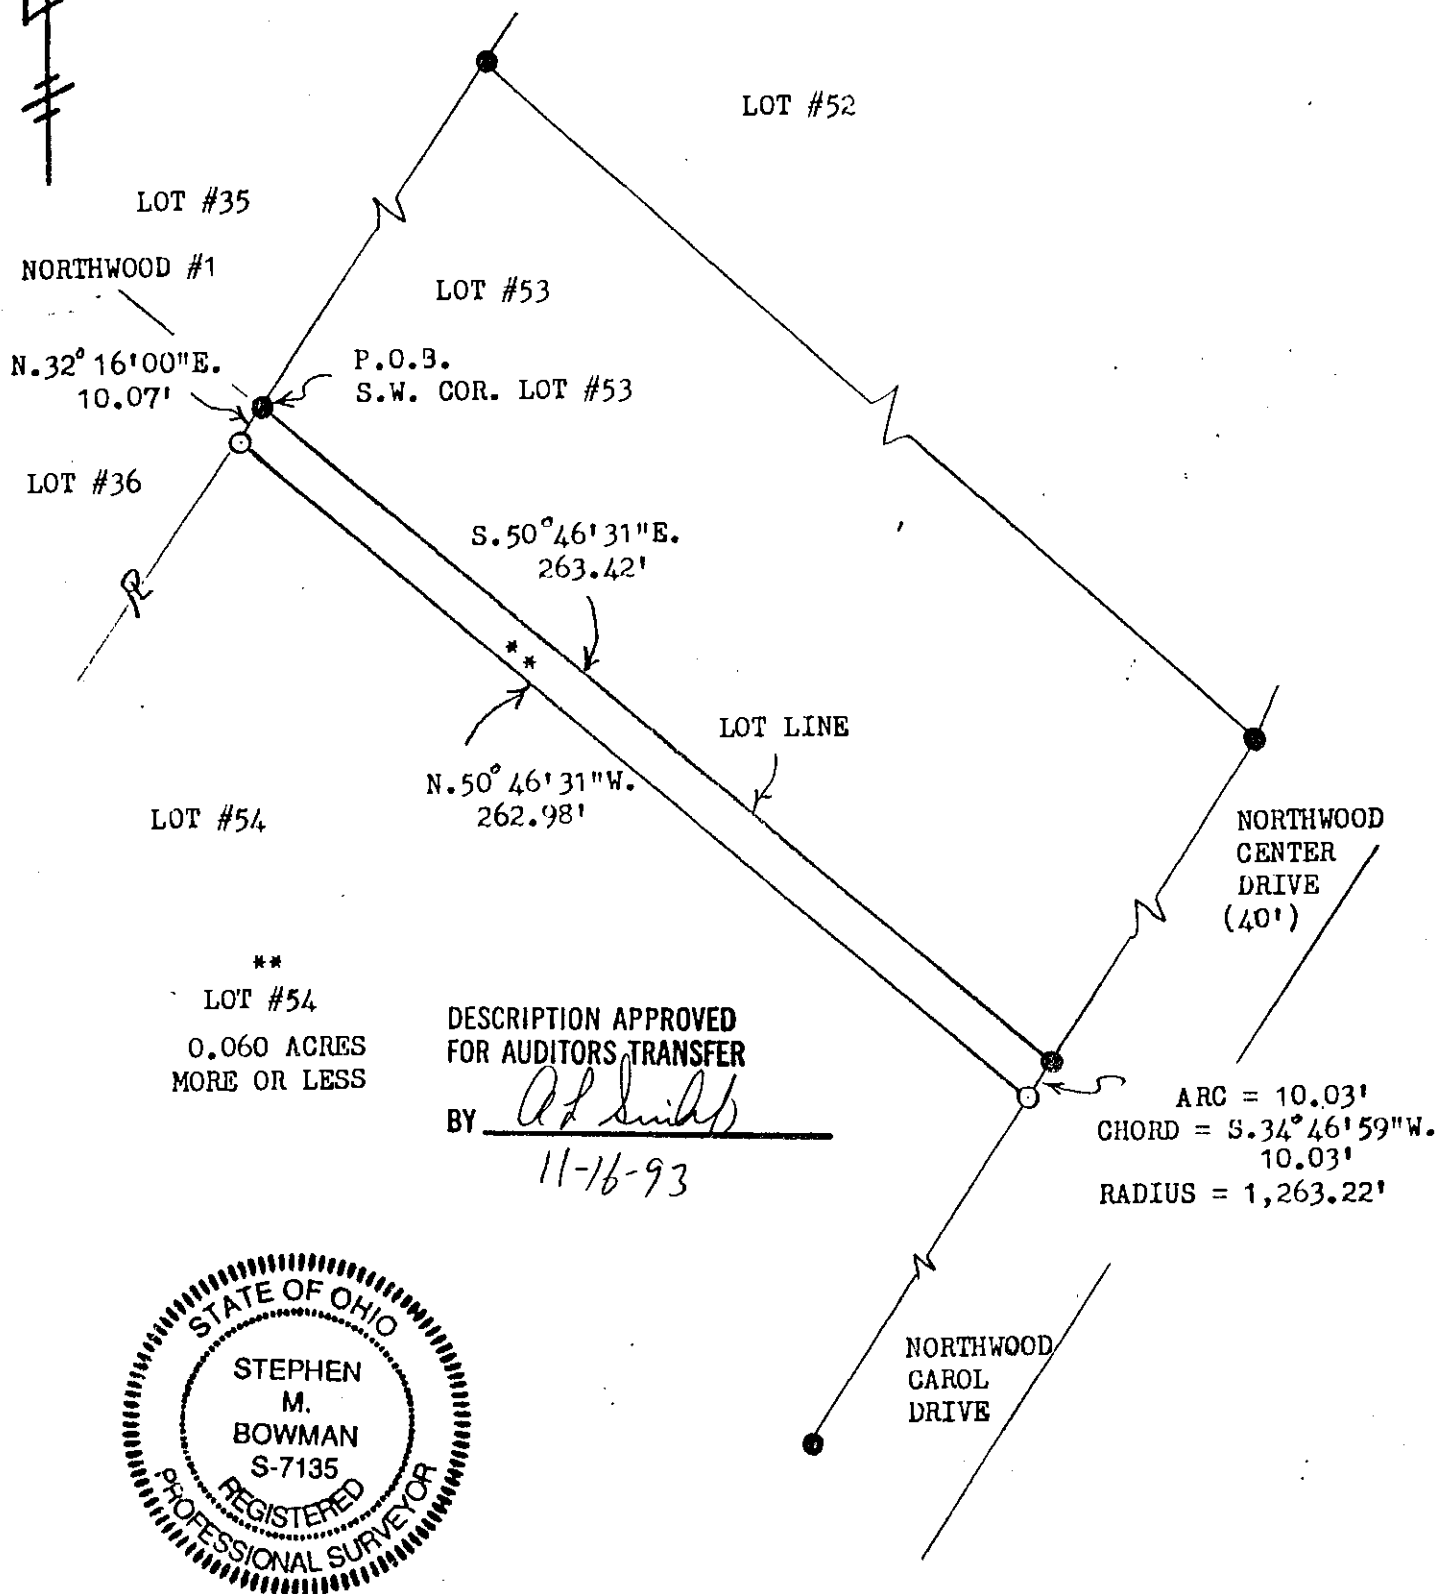 LOT #52
LOT #35
NORTHWOOD #1
LOT #53
N.32°16'00"E.
10.07'
P.O.B.
S.W. COR. LOT #53
LOT #36
S.50°46'31"E.
263.42'
**
LOT LINE
N.50°46'31"W.
262.98'
LOT #54
NORTHWOOD
CENTER
DRIVE
(40')
**
LOT #54
0.060 ACRES
MORE OR LESS
DESCRIPTION APPROVED
FOR AUDITORS TRANSFER
BY
11-16-93
ARC = 10.03'
CHORD = S.34°46'59"W.
10.03'
RADIUS = 1,263.22'
NORTHWOOD
CAROL
DRIVE
STATE OF OHIO
STEPHEN
M.
BOWMAN
S-7135
REGISTERED
PROFESSIONAL SURVEYOR